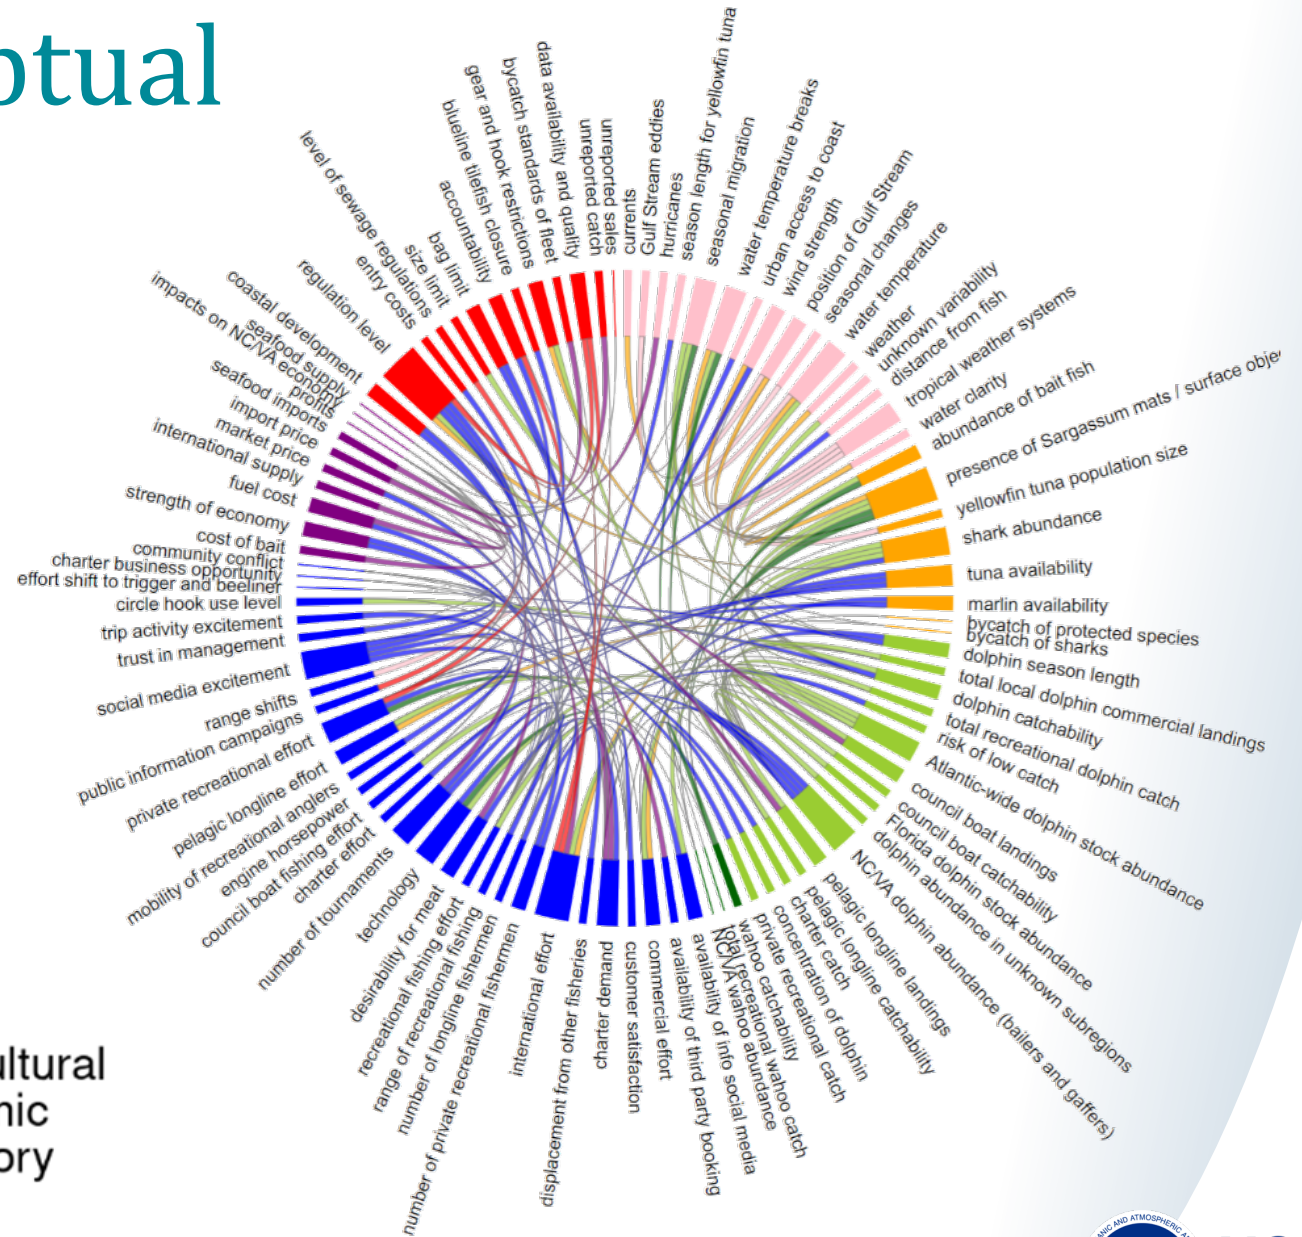 ptual
unreported sales
unreported catch
data availability and quality
bycatch standards of fleet
gear and hook restrictions
blueline tilefish closure
accountability
bag limit
size limit
level of sewage regulations
entry costs
regulation level
coastal development
seafood supply
impacts on NC/VA economy
profits
seafood imports
import price
market price
international supply
fuel cost
strength of economy
cost of bait
community conflict
charter business opportunity
effort shift to trigger and beeliner
circle hook use level
trip activity excitement
trust in management
social media excitement
range shifts
public information campaigns
private recreational effort
pelagic longline effort
mobility of recreational anglers
engine horsepower
council boat fishing effort
charter effort
number of tournaments
technology
desirability for meat
recreational fishing effort
range of recreational fishing
number of longline fishermen
number of private recreational fishermen
international effort
displacement from other fisheries
charter demand
customer satisfaction
commercial effort
availability of third party booking
availability of info social media
NC/VA wahoo abundance
total recreational wahoo catch
wahoo catchability
private recreational catch
concentration of dolphin
charter catch
pelagic longline catchability
pelagic longline landings
NC/VA dolphin abundance (bailers and gaffers)
dolphin abundance in unknown subregions
Florida dolphin stock abundance
council boat catchability
council boat landings
Atlantic-wide dolphin stock abundance
risk of low catch
total recreational dolphin catch
dolphin catchability
total local dolphin commercial landings
dolphin season length
bycatch of sharks
bycatch of protected species
marlin availability
tuna availability
shark abundance
yellowfin tuna population size
presence of Sargassum mats / surface obje
abundance of bait fish
water clarity
tropical weather systems
distance from fish
unknown variability
weather
water temperature
seasonal changes
position of Gulf Stream
wind strength
urban access to coast
water temperature breaks
seasonal migration
season length for yellowfin tuna
hurricanes
Gulf Stream eddies
currents
ultural
nic
ory
ANIC AND ATMOSPHERIC A